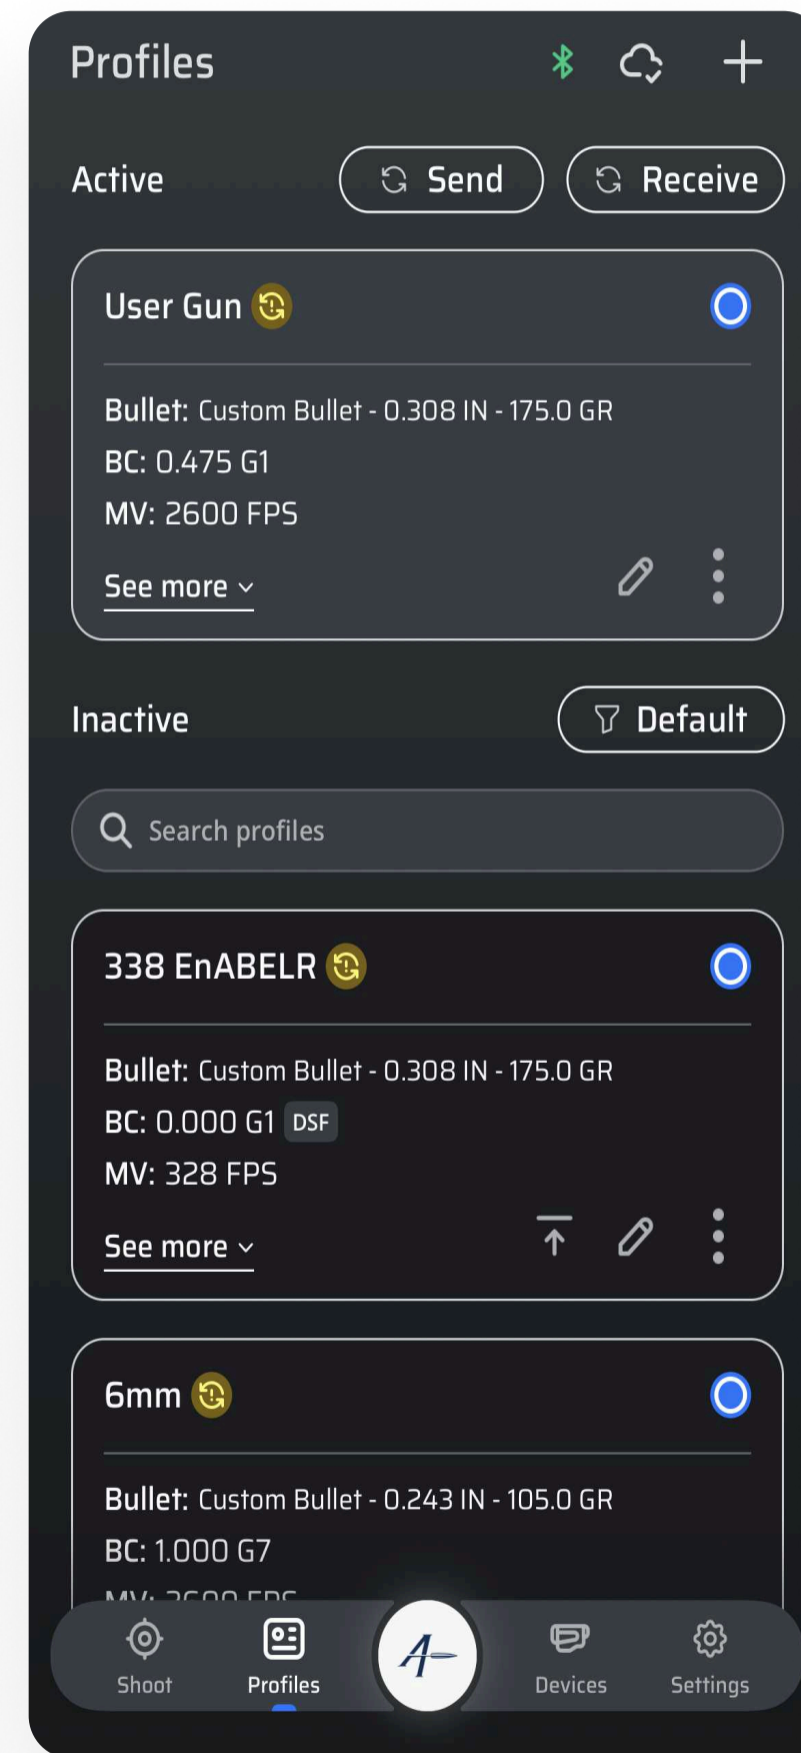 Profiles
Active
Send
Receive
User Gun
Bullet: Custom Bullet - 0.308 IN - 175.0 GR
BC: 0.475 G1
MV: 2600 FPS
See more
Inactive
Default
Search profiles
338 EnABELR
Bullet: Custom Bullet - 0.308 IN - 175.0 GR
BC: 0.000 G1 DSF
MV: 328 FPS
See more
6mm
Bullet: Custom Bullet - 0.243 IN - 105.0 GR
BC: 1.000 G7
Shoot
Profiles
Devices
Settings